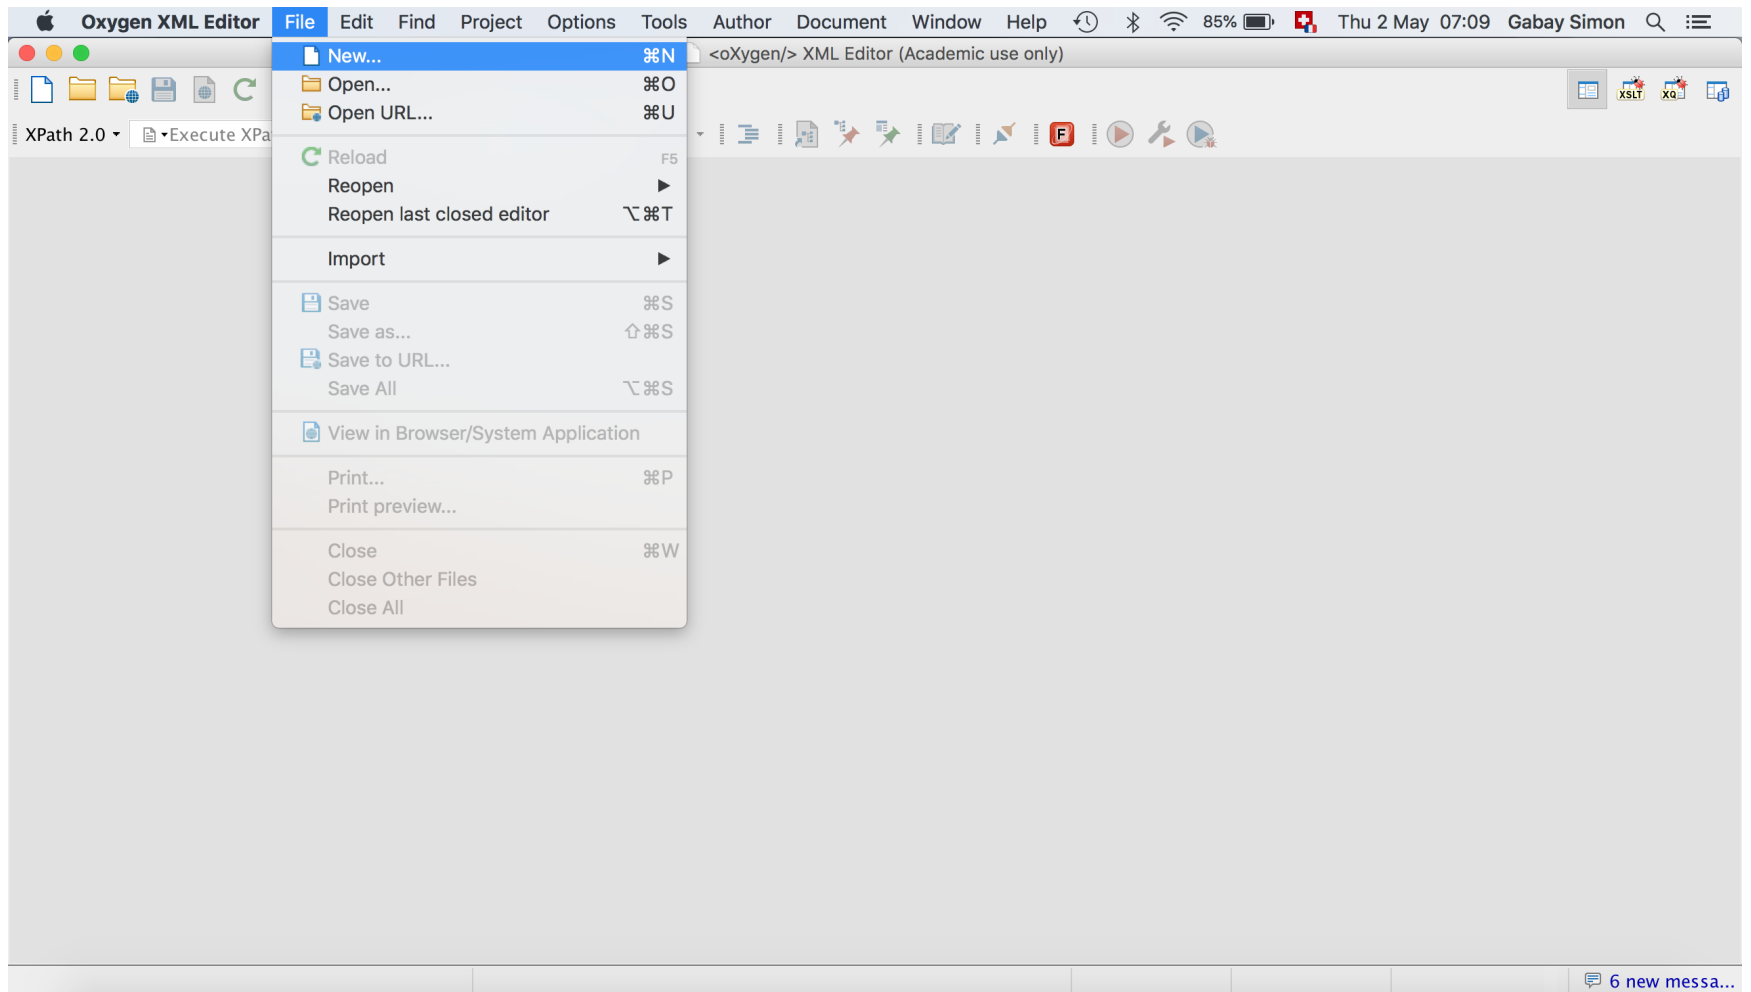 Oxygen XML Editor File Edit Find Project Options Tools Author Document Window Help 85% Thu 2 May 07:09 Gabay Simon
<oXygen/> XML Editor (Academic use only)
New... ⌘N
Open... ⌘O
Open URL... ⌘U
XSLT XQ
XPath 2.0 Execute XPa
F
Reload F5
Reopen
Reopen last closed editor ⌥⌘T
Import
Save ⌘S
Save as... ⇧⌘S
Save to URL...
Save All ⌥⌘S
View in Browser/System Application
Print... ⌘P
Print preview...
Close ⌘W
Close Other Files
Close All
6 new messa...